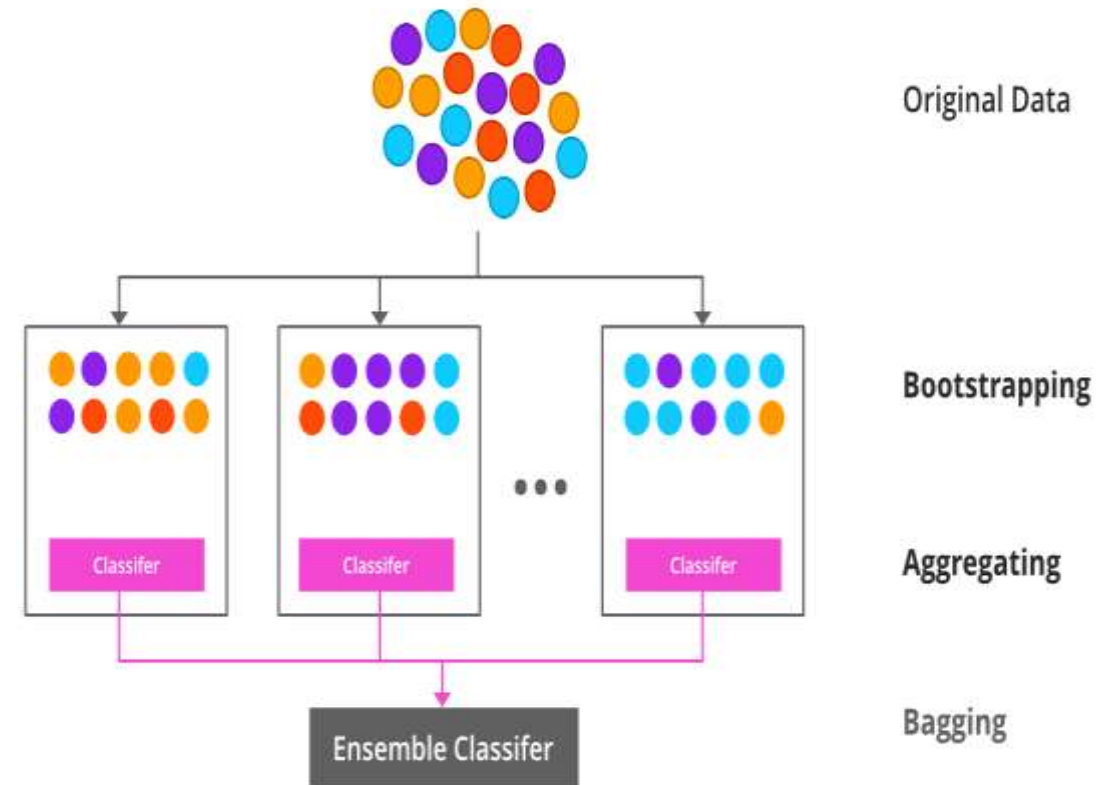 Original Data
Bootstrapping
Classifer
Classifer
Classifer
Aggregating
Ensemble Classifer
Bagging